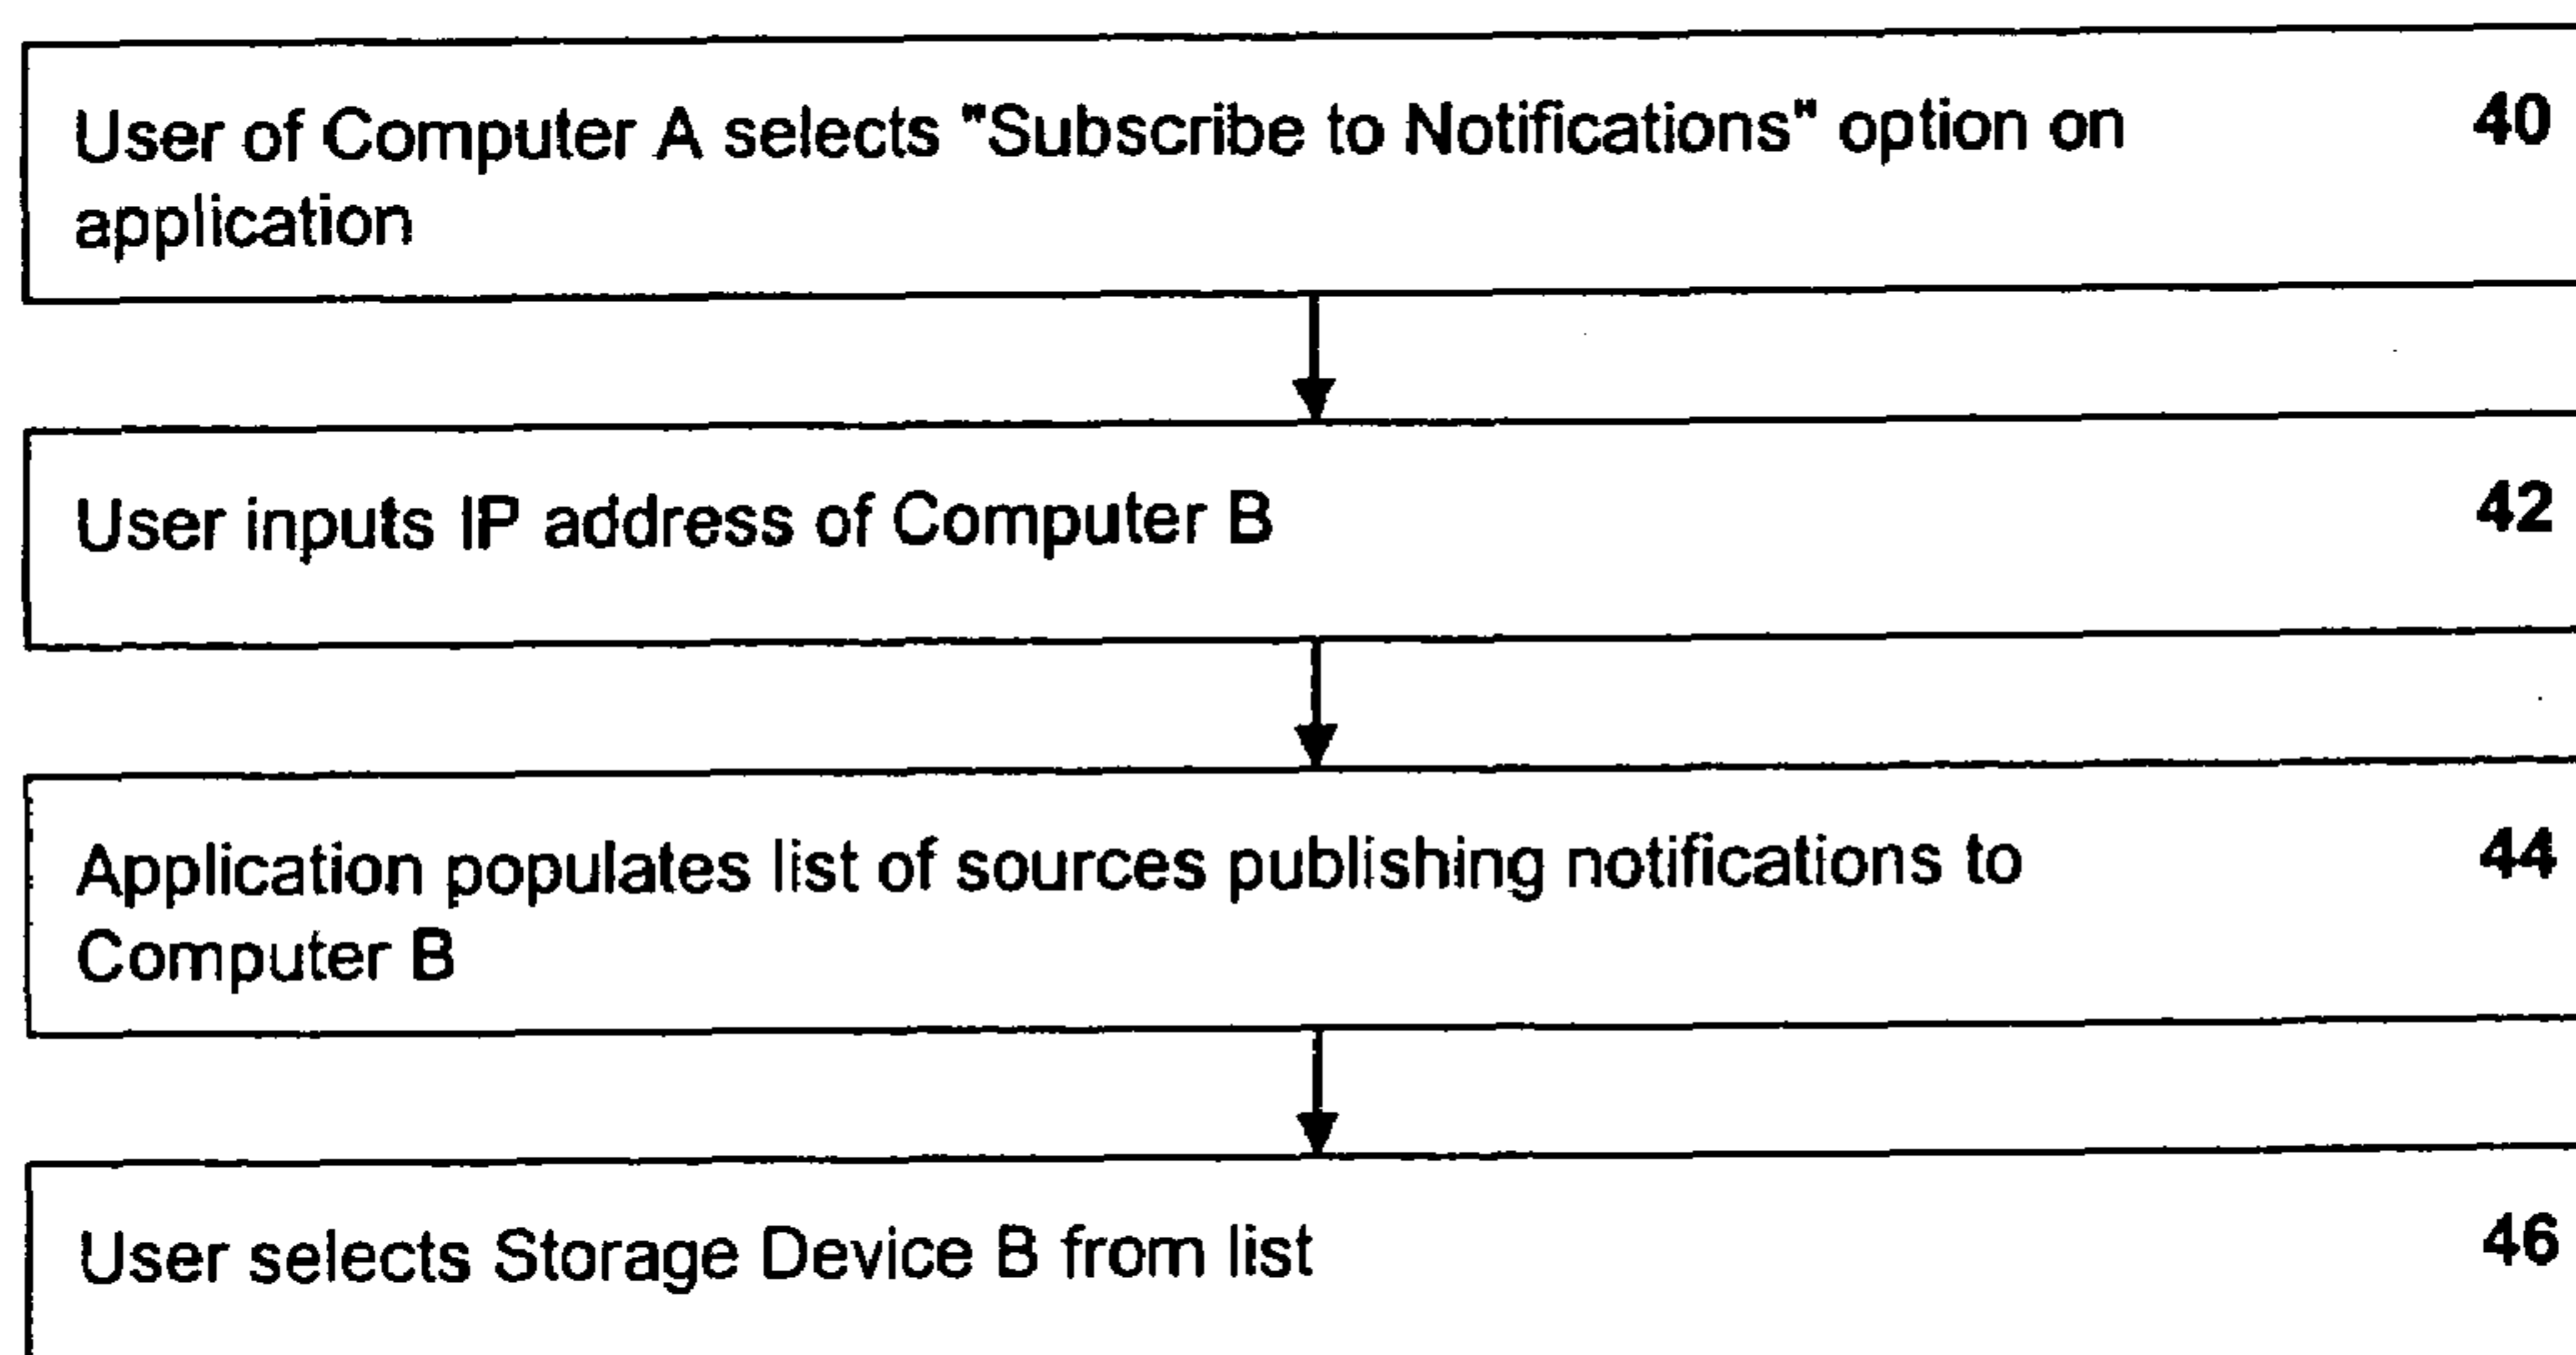 User of Computer A selects "Subscribe to Notifications" option on 40
application
User inputs IP address of Computer B 42
Application populates list of sources publishing notifications to 44
Computer B
User selects Storage Device B from list 46